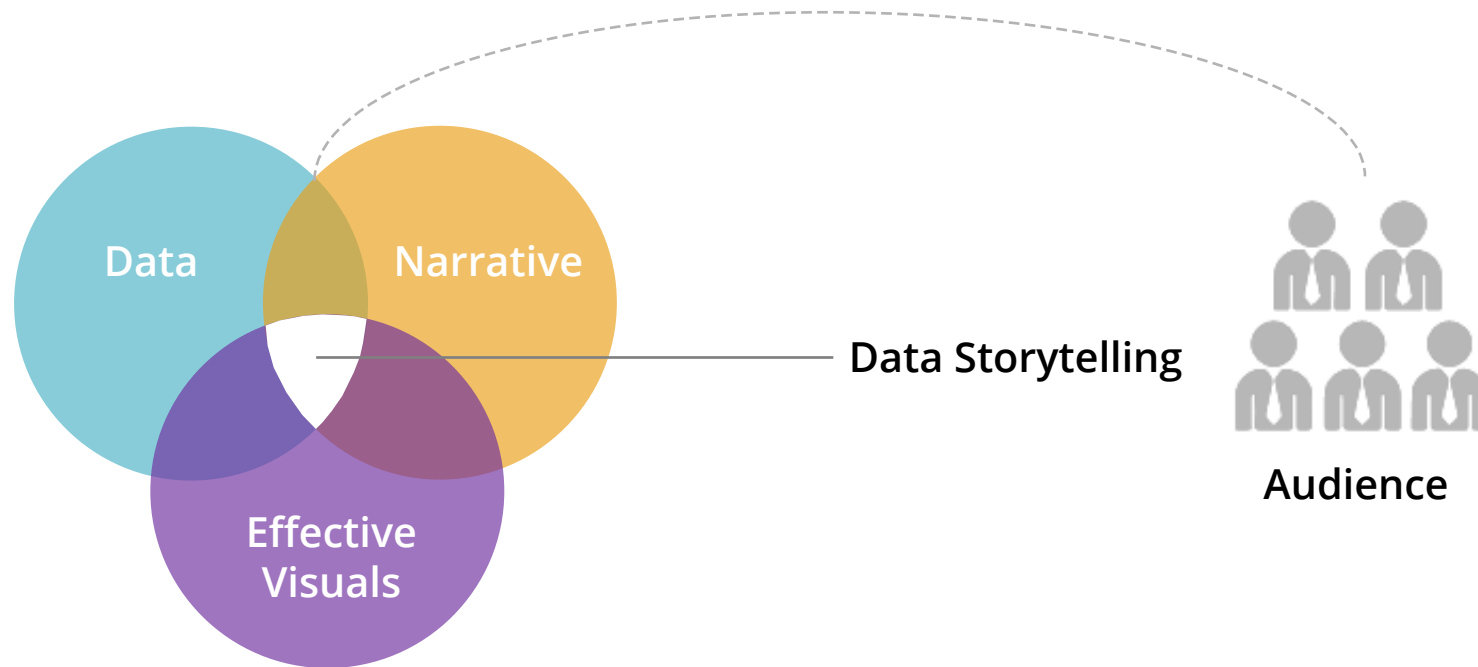 Data
Narrative
Data Storytelling
Audience
Effective
Visuals